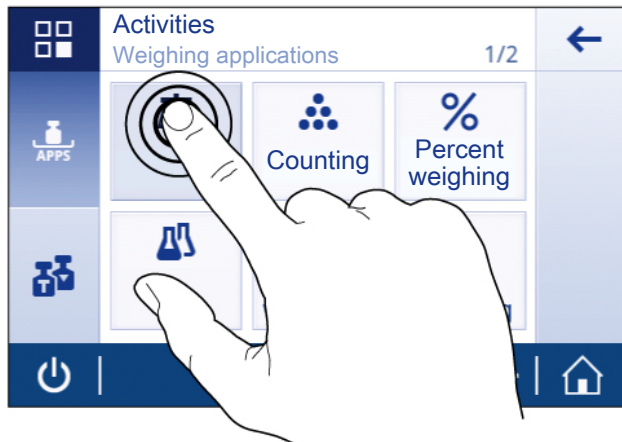 Activities
Weighing applications
1/2
APPS
Counting
Percent
weighing
T